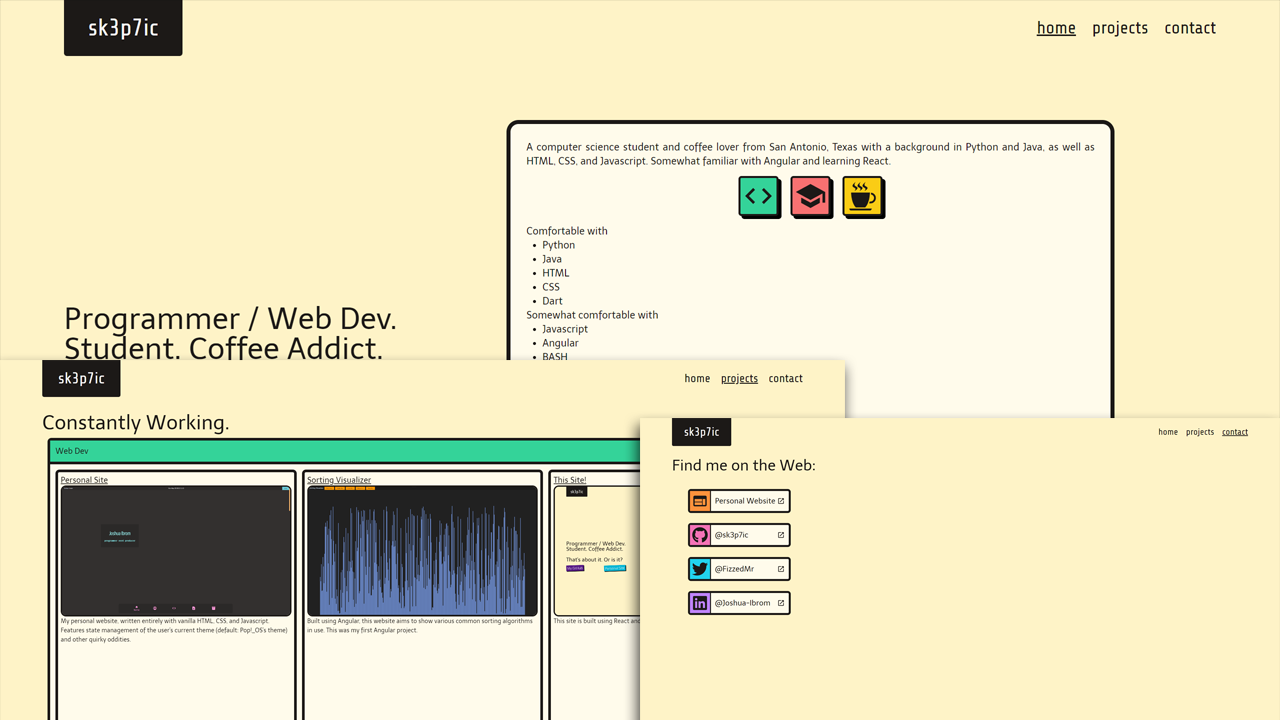 sk3p7ic
home projects contact
A computer science student and coffee lover from San Antonio, Texas with a background in Python and Java, as well as
HTML, CSS, and Javascript. Somewhat familiar with Angular and learning React.
Comfortable with
• Python
• Java
• HTML
• CSS
• Dart
Somewhat comfortable with
• Javascript
• Angular
• BASH
Programmer / Web Dev.
Student. Coffee Addict.
sk3p7ic
home projects contact
Constantly Working.
Web Dev
Personal Site
My personal website, written entirely with vanilla HTML, CSS, and Javascript.
Features state management of the user's current theme (default: Pop!_OS's theme)
and other quirky oddities.
Sorting Visualizer
Built using Angular, this website aims to show various common sorting algorithms
in use. This was my first Angular project.
This Site!
Programmer / Web Dev.
Student. Coffee Addict.
That's about it. Or is it?
This site is built using React and
sk3p7ic
home projects contact
Find me on the Web:
Personal Website
@sk3p7ic
@FizzedMr
@Joshua-Ibrom